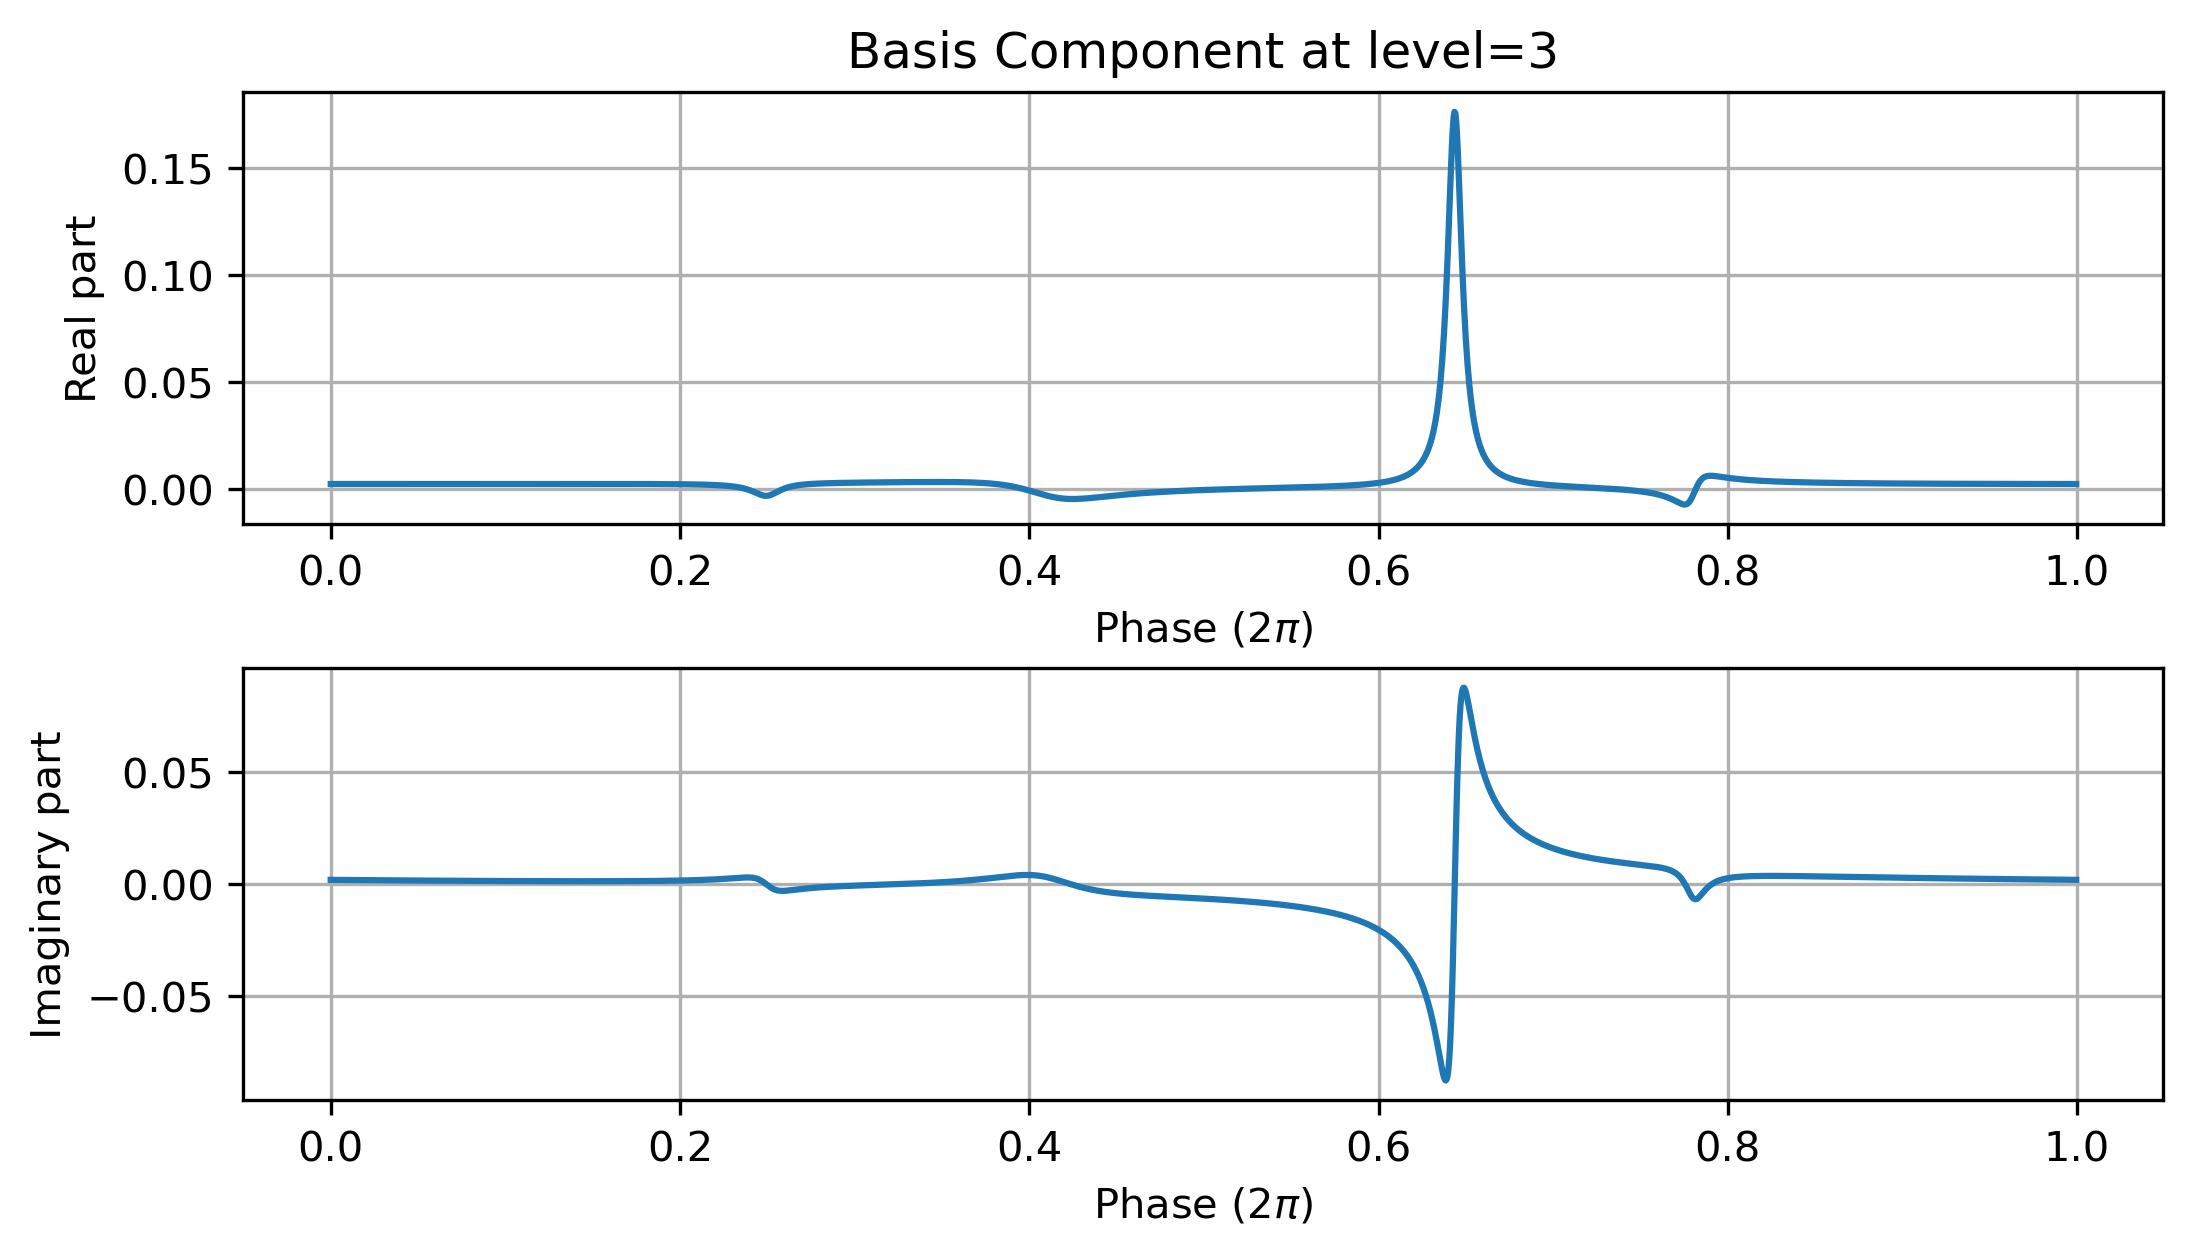 Basis Component at level=3
Real part
0.15
0.10
0.05
0.00
0.0 0.2 0.4 0.6 0.8 1.0
Phase (2π)
Imaginary part
0.05
0.00
−0.05
0.0 0.2 0.4 0.6 0.8 1.0
Phase (2π)